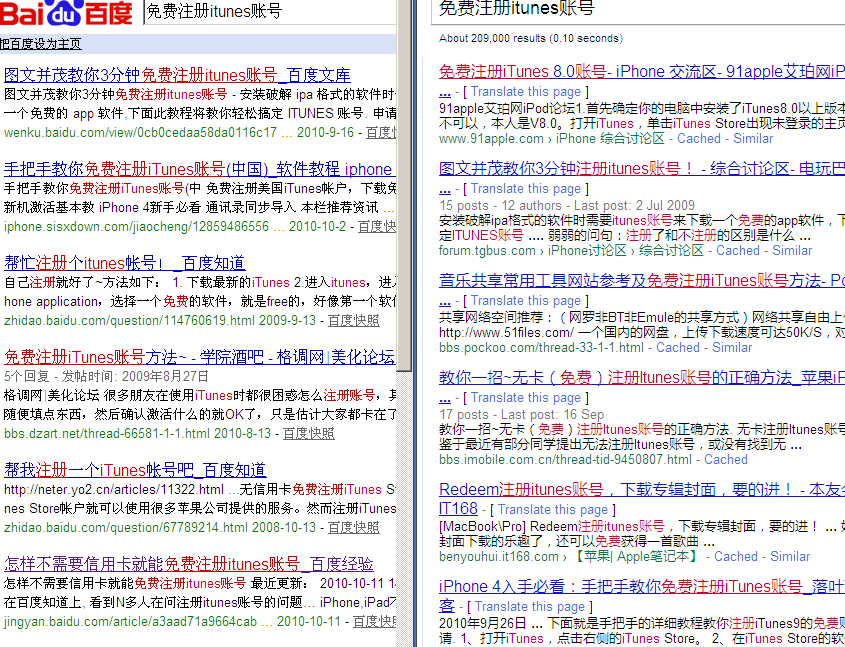 Bai du 百度
免费注册itunes账号
把百度设为主页
图文并茂教你3分钟免费注册itunes账号_百度文库
图文并茂教你3分钟免费注册itunes账号 - 安装破解 ipa 格式的软件时
一个免费的 app 软件,下面此教程将教你轻松搞定 ITUNES 账号. 申请
wenku.baidu.com/view/0cb0cedaa58da0116c17 ... 2010-9-16 - 百度快
手把手教你免费注册iTunes账号(中国)_软件教程 iphone
手把手教你免费注册iTunes账号(中 免费注册美国iTunes帐户，下载免
新机激活基本教 iPhone 4新手必看 通讯录同步导入 本栏推荐资讯 ...
iphone.sisxdown.com/jiaocheng/12859486556 ... 2010-10-2 - 百度快
帮忙注册个itunes帐号！_百度知道
自己注册就好了~方法如下： 1. 下载最新的iTunes 2.进入itunes，进入
hone application，选择一个免费的软件，就是free的，好像第一个软件
zhidao.baidu.com/question/114760619.html 2009-9-13 - 百度快照
免费注册iTunes账号方法~ - 学院酒吧 - 格调网|美化论坛
5个回复 - 发帖时间: 2009年8月27日
格调网|美化论坛 很多朋友在使用iTunes时都很困惑怎么注册账号，其
随便填点东西，然后确认激活什么的就OK了，只是估计大家都卡在了
bbs.dzart.net/thread-66581-1-1.html 2010-8-13 - 百度快照
帮我注册一个iTunes帐号吧_百度知道
http://neter.yo2.cn/articles/11322.html ...无信用卡免费注册iTunes S
nes Store帐户就可以使用很多苹果公司提供的服务。然而注册iTunes
zhidao.baidu.com/question/67789214.html 2008-10-13 - 百度快照
怎样不需要信用卡就能免费注册itunes账号_百度经验
怎样不需要信用卡就能免费注册itunes账号 最近更新： 2010-10-11 1
在百度知道上, 看到N多人在问注册itunes账号的问题... iPhone,iPad
jingyan.baidu.com/article/a3aad71a9664cab ... 2010-10-11 - 百度快
免费注册itunes账号
About 209,000 results (0.10 seconds)
免费注册iTunes 8.0账号- iPhone 交流区- 91apple艾珀网iP
... - [ Translate this page ]
91apple艾珀网iPod论坛1.首先确定你的电脑中安装了iTunes8.0以上版本
不可以，本人是V8.0。打开iTunes，单击iTunes Store出现未登录的主页
www.91apple.com › iPhone 综合讨论区 - Cached - Similar
图文并茂教你3分钟注册itunes账号！ - 综合讨论区- 电玩巴
... - [ Translate this page ]
15 posts - 12 authors - Last post: 2 Jul 2009
安装破解ipa格式的软件时需要itunes账号来下载一个免费的app软件，下
定ITUNES账号 .... 弱弱的问句：注册了和不注册的区别是什么 ...
forum.tgbus.com › iPhone讨论区 › 综合讨论区 - Cached - Similar
音乐共享常用工具网站参考及免费注册iTunes账号方法- Po
... - [ Translate this page ]
共享网络空间推荐：（网罗非BT非Emule的共享方式）网络共享自由上
http://www.51files.com/ 一个国内的网盘，上传下载速度可达50K/S，对
bbs.pockoo.com/thread-33-1-1.html - Cached - Similar
教你一招~无卡（免费）注册Itunes账号的正确方法_苹果iF
... - [ Translate this page ]
17 posts - Last post: 16 Sep
教你一招~无卡（免费）注册Itunes账号的正确方法. 无卡注册Itunes账号
鉴于最近有部分同学提出无法注册Itunes账号，或没有找到无 ...
bbs.imobile.com.cn/thread-tid-9450807.html - Cached
Redeem注册itunes账号，下载专辑封面，要的进！ - 本友会
IT168 - [ Translate this page ]
[MacBook\Pro] Redeem注册itunes账号，下载专辑封面，要的进！ ...
封面下载的乐趣了，还可以免费获得一首歌曲 ...
benyouhui.it168.com › 【苹果| Apple笔记本】 - Cached - Similar
iPhone 4入手必看：手把手教你免费注册iTunes账号_落叶
客 - [ Translate this page ]
2010年9月26日 ... 下面就是手把手的详细教程教你注册iTunes9的免费
请. 1、打开iTunes，点击右侧的iTunes Store。 2、在iTunes Store的软